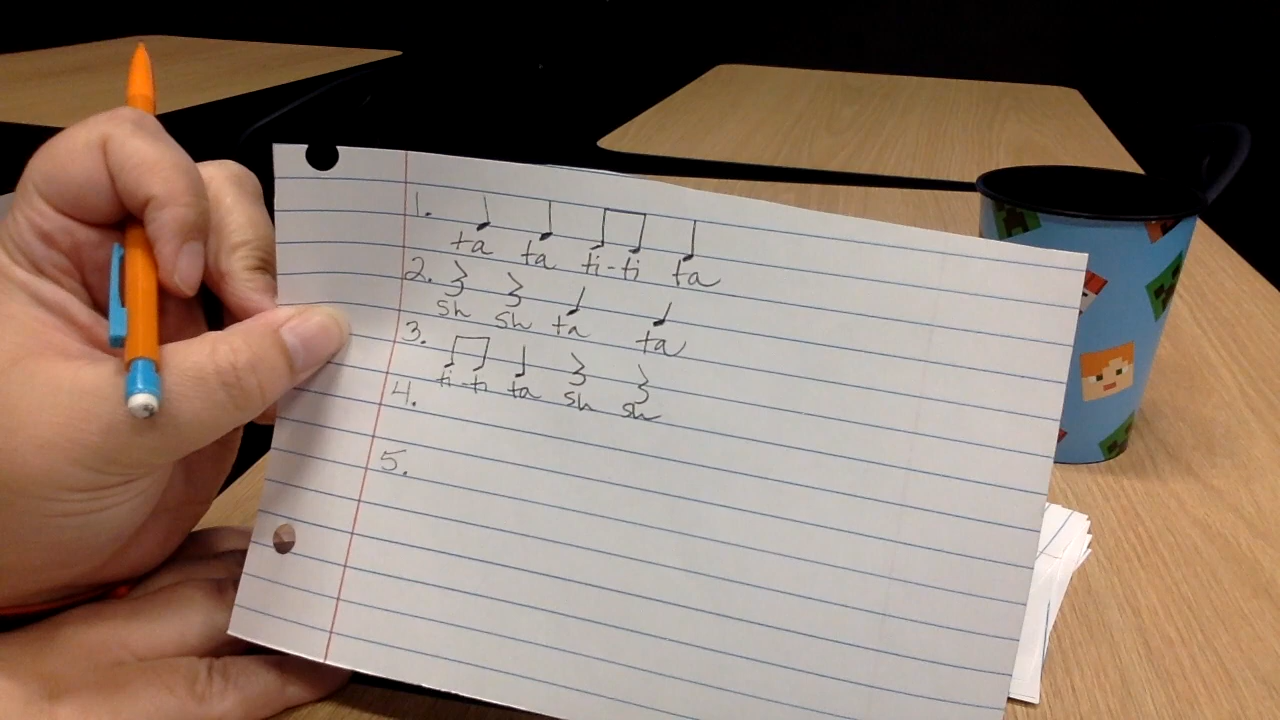 1.
ta ta ti-ti ta
2.
sh sh ta ta
3.
ti-ti ta sh sh
4.
5.